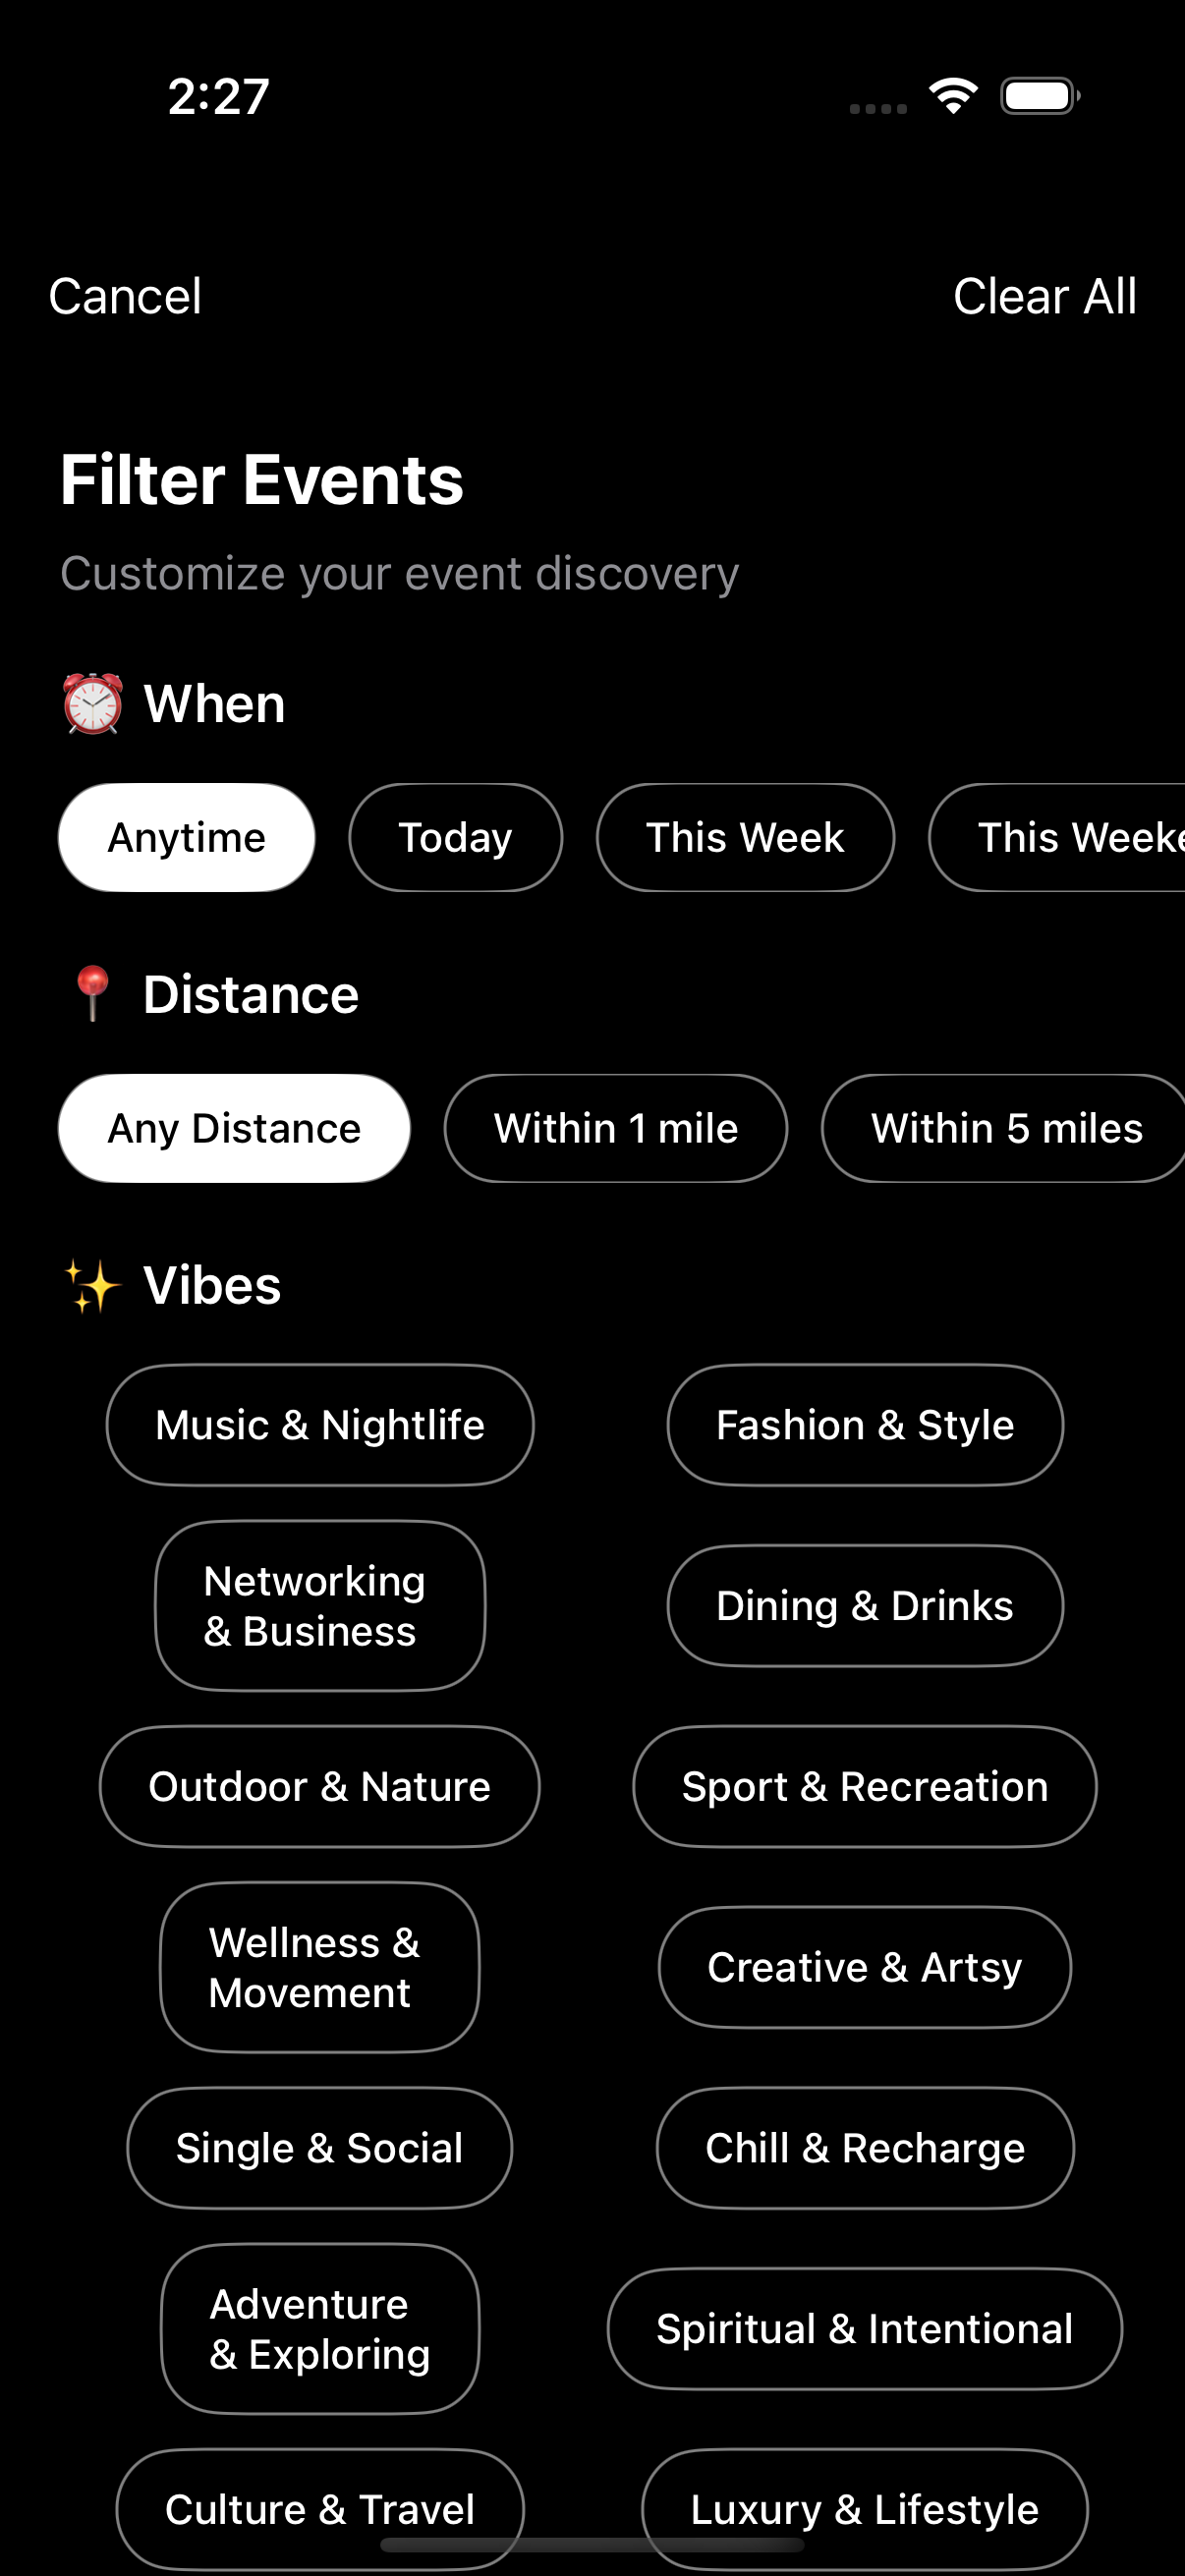 2:27
Cancel
Clear All
Filter Events
Customize your event discovery
When
Anytime
Today
This Week
This Weeke
Distance
Any Distance
Within 1 mile
Within 5 miles
Vibes
Music & Nightlife
Fashion & Style
Networking
& Business
Dining & Drinks
Outdoor & Nature
Sport & Recreation
Wellness &
Movement
Creative & Artsy
Single & Social
Chill & Recharge
Adventure
& Exploring
Spiritual & Intentional
Culture & Travel
Luxury & Lifestyle